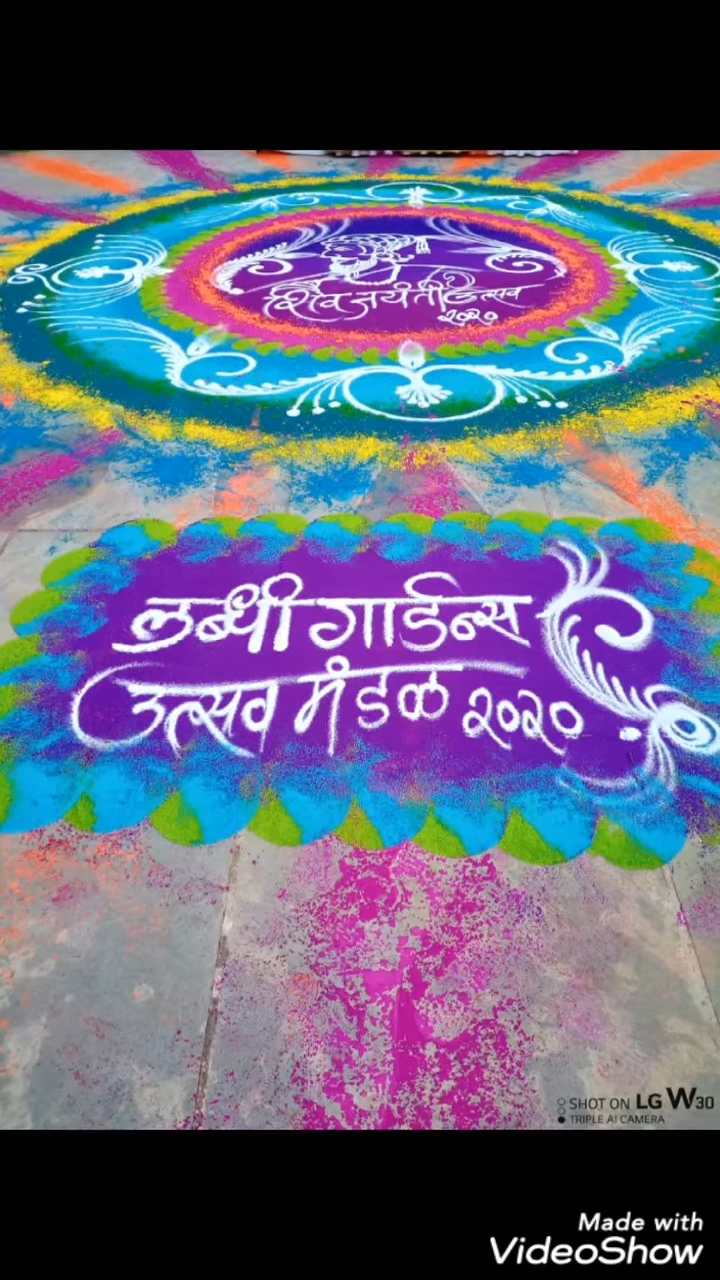 शिव जयंती उत्सव
२०२०
लब्धी गार्डन्स
उत्सव मंडळ २०२०
SHOT ON LG W30
TRIPLE AI CAMERA
Made with
VideoShow